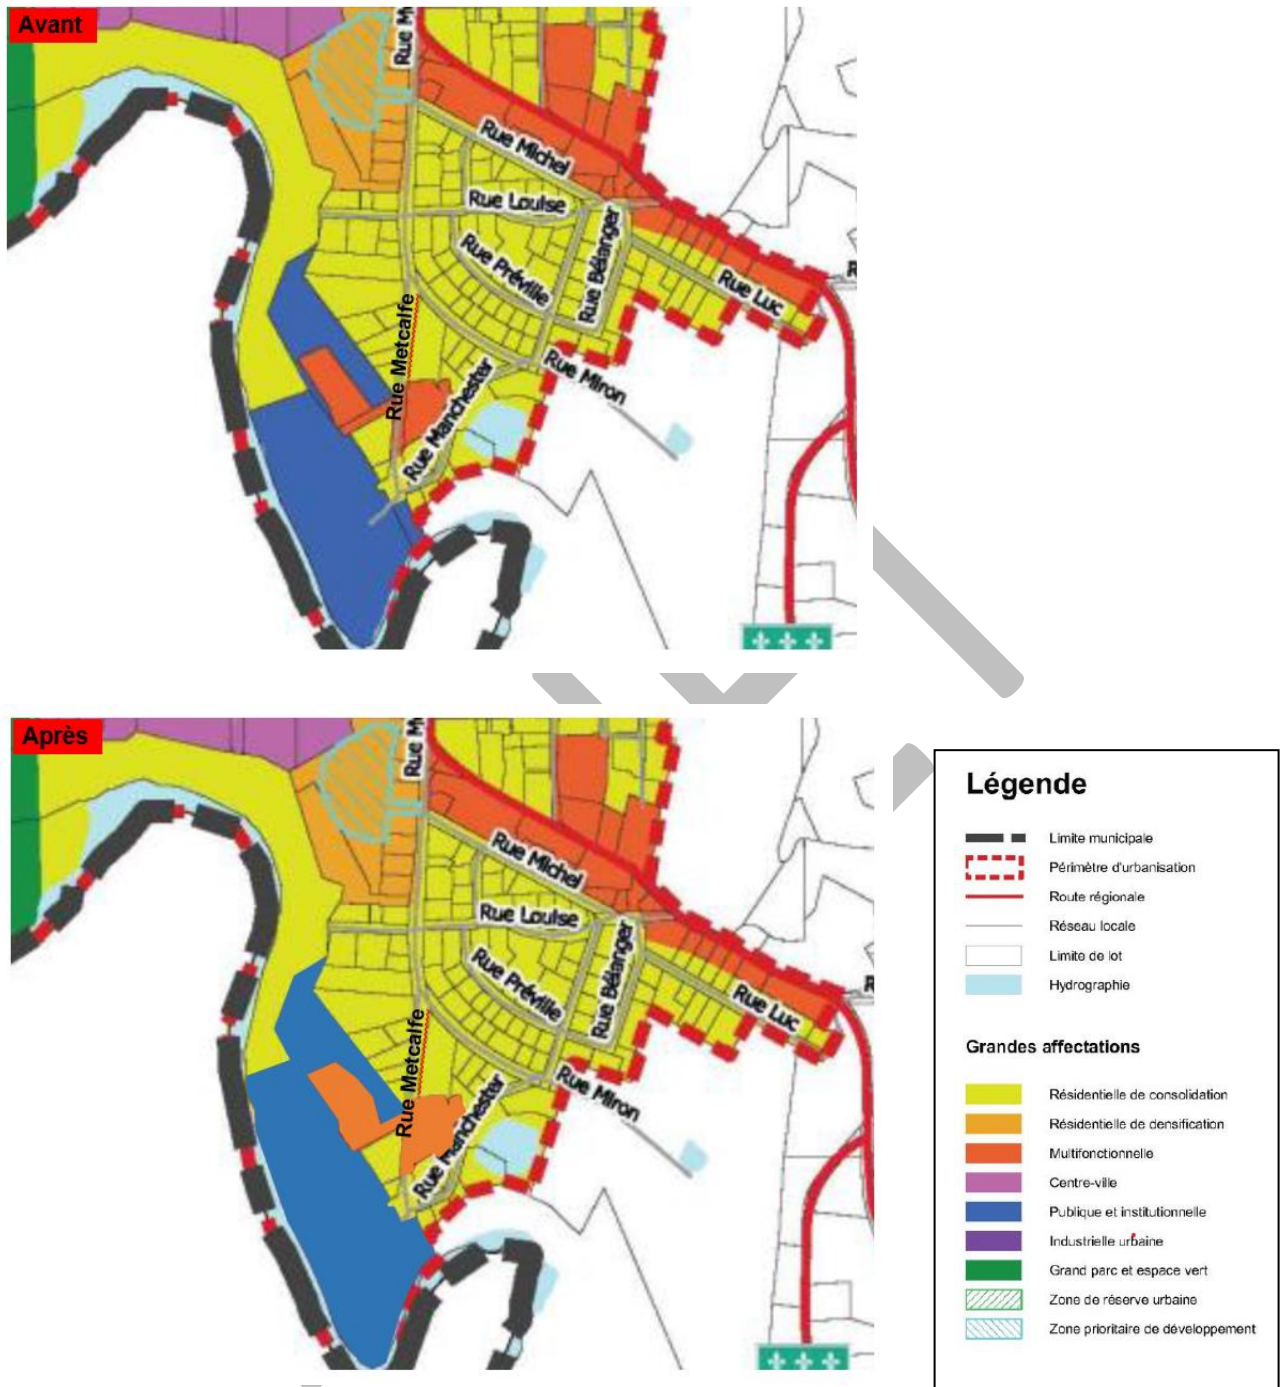 Avant
Rue M
Rue Michel
Rue Louise
Rue Préville
Rue Bélanger
Rue Luc
R
Rue Metcalfe
Rue Manchester
Rue Miron
Après
Rue M
Rue Michel
Rue Louise
Rue Préville
Rue Bélanger
Rue Luc
R
Rue Metcalfe
Rue Manchester
Rue Miron
Légende
Limite municipale
Périmètre d'urbanisation
Route régionale
Réseau locale
Limite de lot
Hydrographie
Grandes affectations
Résidentielle de consolidation
Résidentielle de densification
Multifonctionnelle
Centre-ville
Publique et institutionnelle
Industrielle urbaine
Grand parc et espace vert
Zone de réserve urbaine
Zone prioritaire de développement